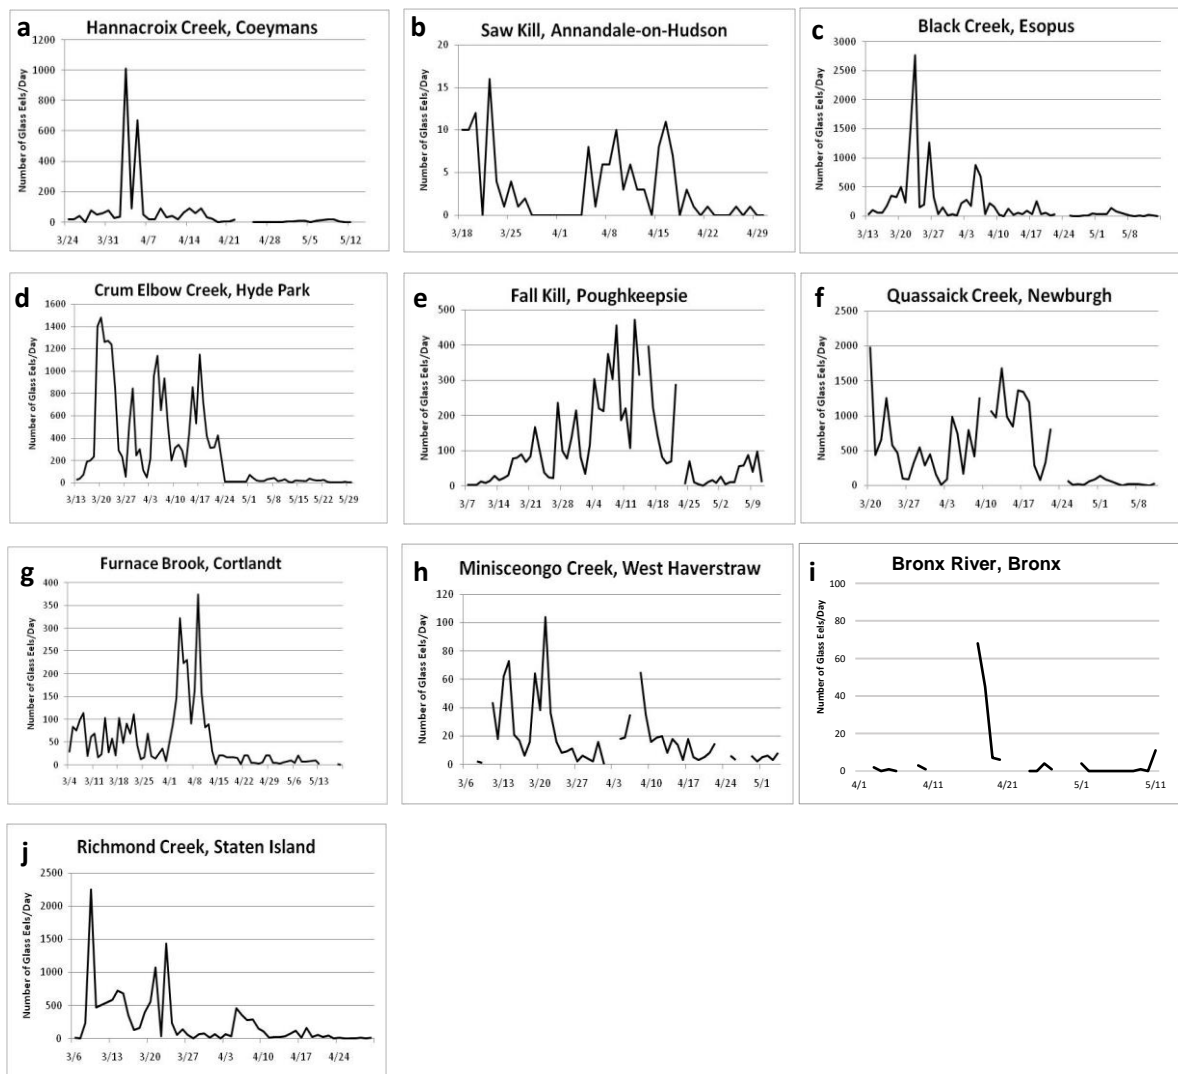 a
Hannacroix Creek, Coeymans
Number of Glass Eels/Day
1200
1000
800
600
400
200
0
3/24 3/31 4/7 4/14 4/21 4/28 5/5 5/12
b
Saw Kill, Annandale-on-Hudson
Number of Glass Eels/Day
20
15
10
5
0
3/18 3/25 4/1 4/8 4/15 4/22 4/29
c
Black Creek, Esopus
Number of Glass Eels/Day
3000
2500
2000
1500
1000
500
0
3/13 3/20 3/27 4/3 4/10 4/17 4/24 5/1 5/8
d
Crum Elbow Creek, Hyde Park
Number of Glass Eels/Day
1600
1400
1200
1000
800
600
400
200
0
3/13 3/20 3/27 4/3 4/10 4/17 4/24 5/1 5/8 5/15 5/22 5/29
e
Fall Kill, Poughkeepsie
Number of Glass Eels/Day
500
400
300
200
100
0
3/7 3/14 3/21 3/28 4/4 4/11 4/18 4/25 5/2 5/9
f
Quassaick Creek, Newburgh
Number of Glass Eels/Day
2500
2000
1500
1000
500
0
3/20 3/27 4/3 4/10 4/17 4/24 5/1 5/8
g
Furnace Brook, Cortlandt
Number of Glass Eels/Day
400
350
300
250
200
150
100
50
0
3/4 3/11 3/18 3/25 4/1 4/8 4/15 4/22 4/29 5/6 5/13
h
Minisceongo Creek, West Haverstraw
Number of Glass Eels/Day
120
100
80
60
40
20
0
3/6 3/13 3/20 3/27 4/3 4/10 4/17 4/24 5/1
i
Bronx River, Bronx
Number of Glass Eels/Day
100
80
60
40
20
0
4/1 4/11 4/21 5/1 5/11
j
Richmond Creek, Staten Island
Number of Glass Eels/Day
2500
2000
1500
1000
500
0
3/6 3/13 3/20 3/27 4/3 4/10 4/17 4/24